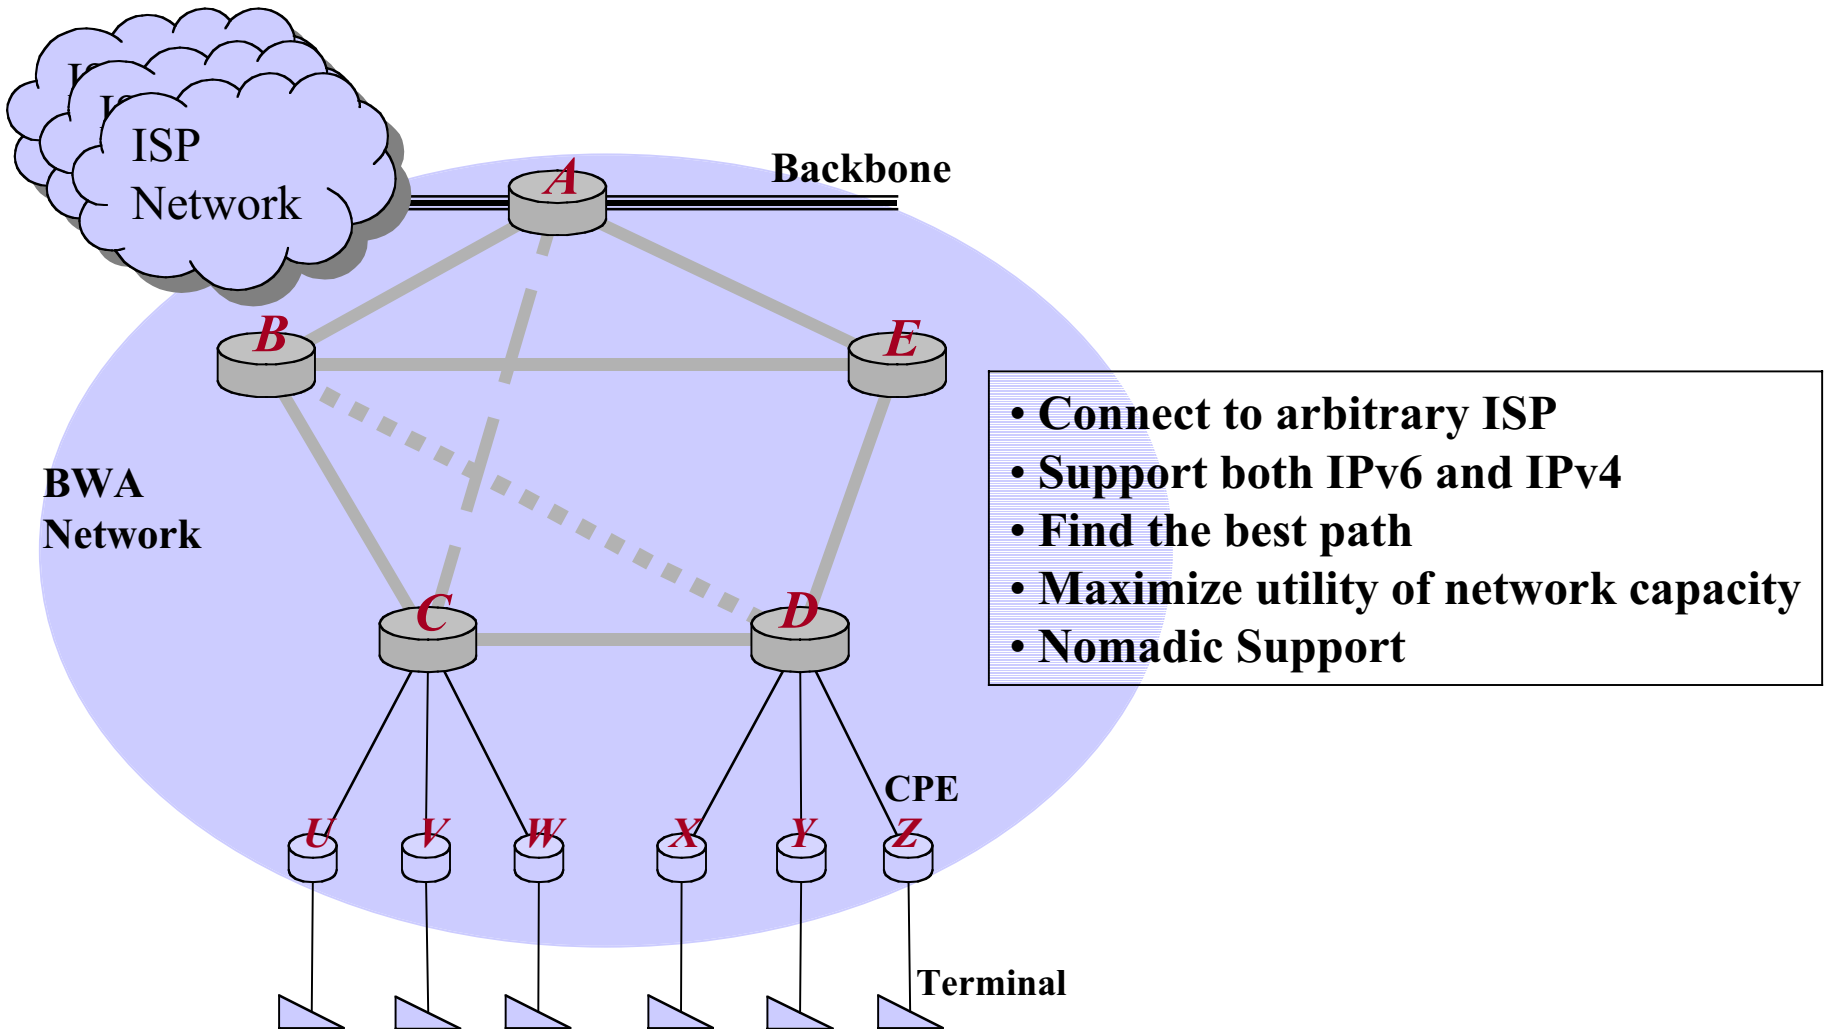 ISP
Network
Backbone
A
B
E
BWA
Network
• Connect to arbitrary ISP
• Support both IPv6 and IPv4
• Find the best path
• Maximize utility of network capacity
• Nomadic Support
C
D
CPE
U
V
W
X
Y
Z
Terminal